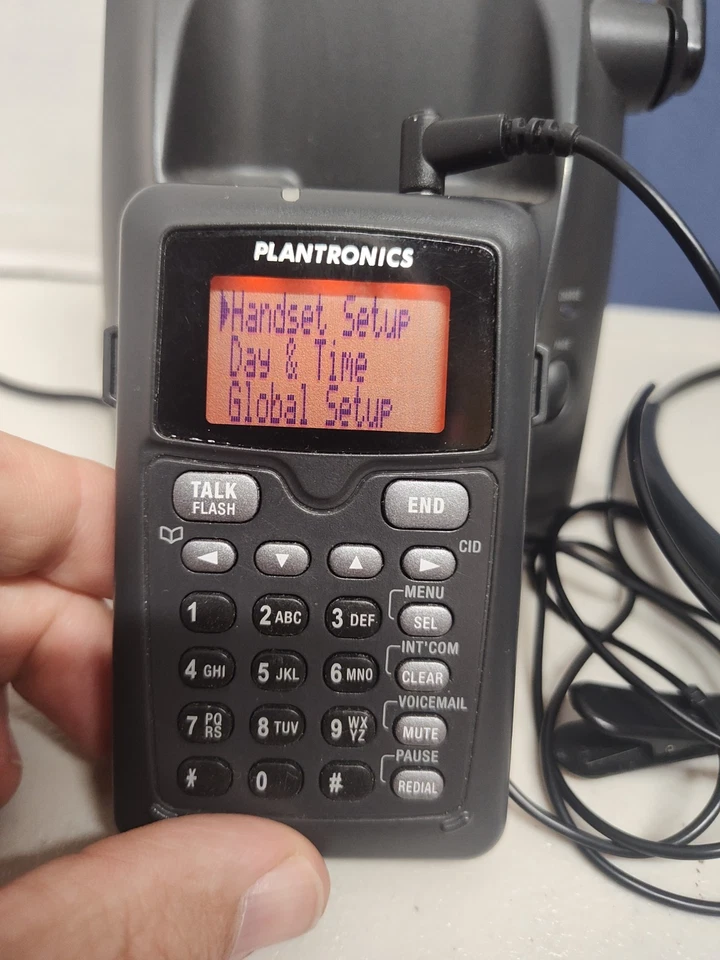 PLANTRONICS
Handset Setup
Day & Time
Global Setup
TALK
FLASH
END
CID
MENU
1
2 ABC
3 DEF
SEL
INT'COM
4 GHI
5 JKL
6 MNO
CLEAR
VOICEMAIL
7 PQRS
8 TUV
9 WXYZ
MUTE
PAUSE
*
0
#
REDIAL